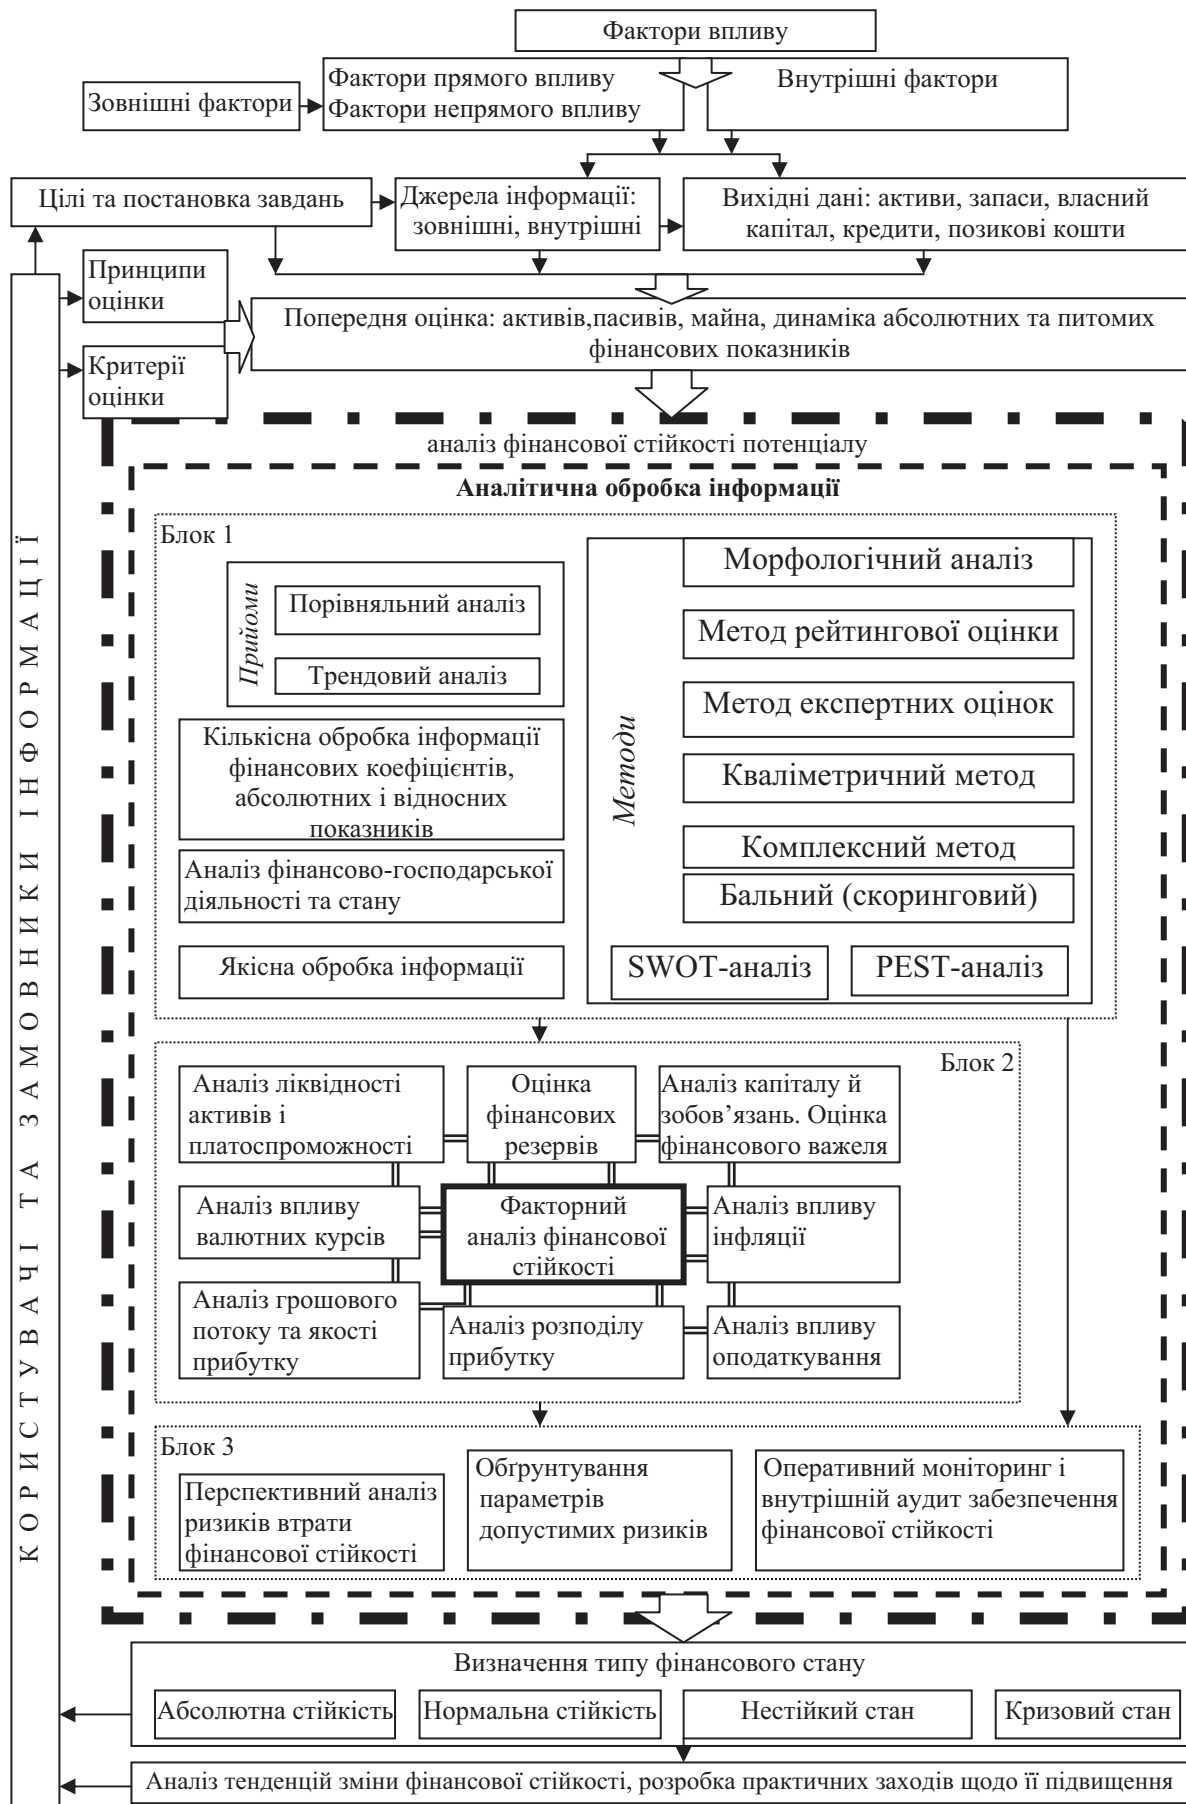 Фактори впливу
Фактори прямого впливу
Фактори непрямого впливу
Внутрішні фактори
Зовнішні фактори
Цілі та постановка завдань
Джерела інформації:
зовнішні, внутрішні
Вихідні дані: активи, запаси, власний
капітал, кредити, позикові кошти
Принципи
оцінки
Критерії
оцінки
Попередня оцінка: активів,пасивів, майна, динаміка абсолютних та питомих
фінансових показників
КОРИСТУВАЧІ ТА ЗАМОВНИКИ ІНФОРМАЦІЇ
аналіз фінансової стійкості потенціалу
Аналітична обробка інформації
Блок 1
Прийоми
Порівняльний аналіз
Трендовий аналіз
Кількісна обробка інформації
фінансових коефіцієнтів,
абсолютних і відносних
показників
Аналіз фінансово-господарської
діяльності та стану
Якісна обробка інформації
Методи
Морфологічний аналіз
Метод рейтингової оцінки
Метод експертних оцінок
Кваліметричний метод
Комплексний метод
Бальний (скоринговий)
SWOT-аналіз
PEST-аналіз
Блок 2
Аналіз ліквідності
активів і
платоспроможності
Оцінка
фінансових
резервів
Аналіз капіталу й
зобов’язань. Оцінка
фінансового важеля
Аналіз впливу
валютних курсів
Факторний
аналіз фінансової
стійкості
Аналіз впливу
інфляції
Аналіз грошового
потоку та якості
прибутку
Аналіз розподілу
прибутку
Аналіз впливу
оподаткування
Блок 3
Перспективний аналіз
ризиків втрати
фінансової стійкості
Обґрунтування
параметрів
допустимих ризиків
Оперативний моніторинг і
внутрішній аудит забезпечення
фінансової стійкості
Визначення типу фінансового стану
Абсолютна стійкість
Нормальна стійкість
Нестійкий стан
Кризовий стан
Аналіз тенденцій зміни фінансової стійкості, розробка практичних заходів щодо її підвищення